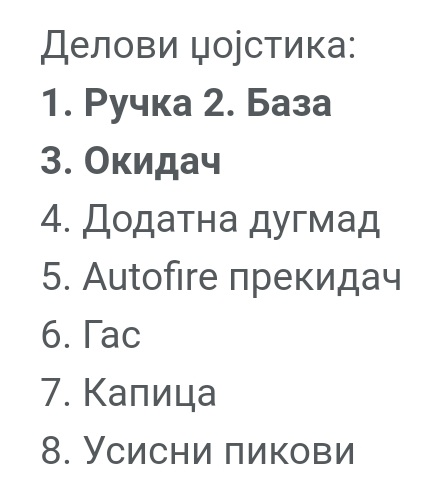 Делови џојстика:
1. Ручка 2. База
3. Окидач
4. Додатна дугмад
5. Autofire прекидач
6. Гас
7. Капица
8. Усисни пикови